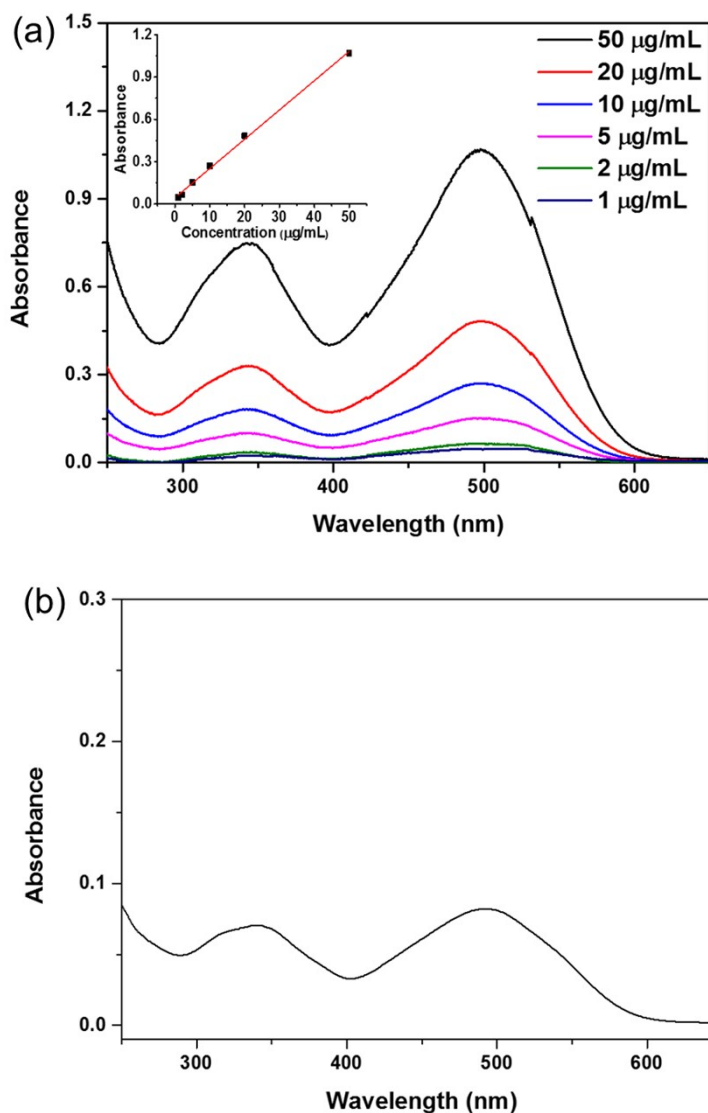 (a)
1.5
1.2
0.9
0.6
0.3
0.0
Absorbance
300
400
500
600
Wavelength (nm)
1.2
0.9
0.6
0.3
0.0
Absorbance
0 10 20 30 40 50
Concentration (μg/mL)
50 μg/mL
20 μg/mL
10 μg/mL
5 μg/mL
2 μg/mL
1 μg/mL
(b)
0.3
0.2
0.1
0.0
Absorbance
300
400
500
600
Wavelength (nm)